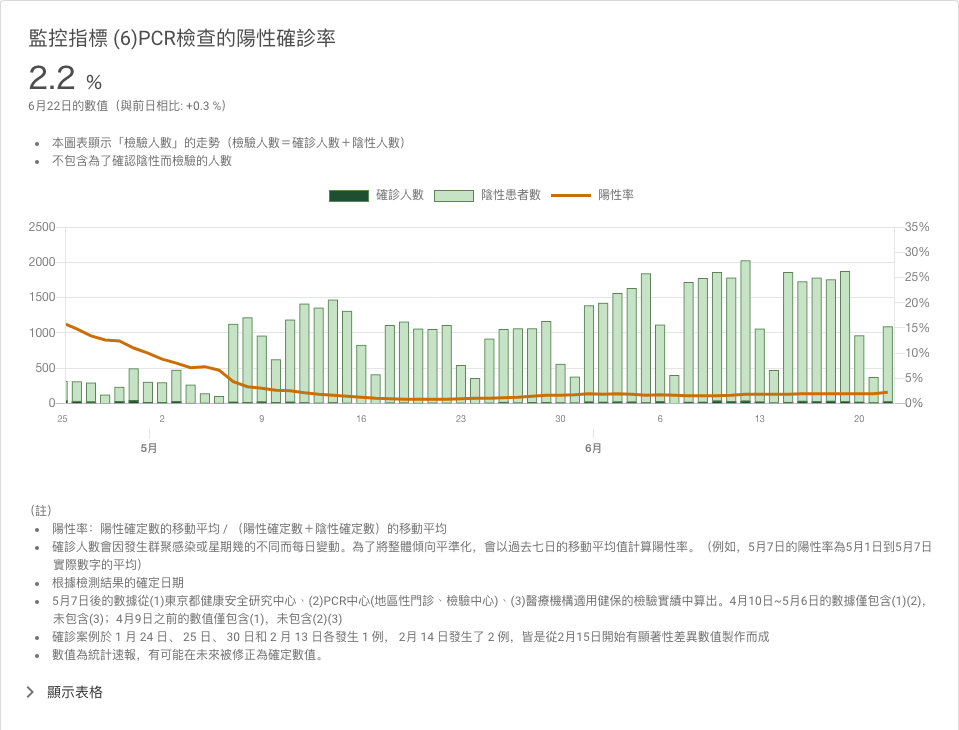 監控指標 (6)PCR檢查的陽性確診率
2.2 %
6月22日的數值（與前日相比: +0.3 %）
• 本圖表顯示「檢驗人數」的走勢（檢驗人數＝確診人數＋陰性人數）
• 不包含為了確認陰性而檢驗的人數
確診人數 陰性患者數 陽性率
2500 35%
30%
2000
25%
1500 20%
15%
1000
10%
500
5%
0 0%
25 2 9 16 23 30 6 13 20
5月 6月
（註）
• 陽性率：陽性確定數的移動平均 / （陽性確定數＋陰性確定數）的移動平均
• 確診人數會因發生群聚感染或星期幾的不同而每日變動。為了將整體傾向平準化，會以過去七日的移動平均值計算陽性率。（例如，5月7日的陽性率為5月1日到5月7日
實際數字的平均）
• 根據檢測結果的確定日期
• 5月7日後的數據從(1)東京都健康安全研究中心、(2)PCR中心(地區性門診、檢驗中心)、(3)醫療機構適用健保的檢驗實績中算出。4月10日~5月6日的數據僅包含(1)(2)，
未包含(3)；4月9日之前的數值僅包含(1)，未包含(2)(3)
• 確診案例於 1 月 24 日、 25 日、 30 日和 2 月 13 日各發生 1 例， 2月 14 日發生了 2 例，皆是從2月15日開始有顯著性差異數值製作而成
• 數值為統計速報，有可能在未來被修正為確定數值。
顯示表格